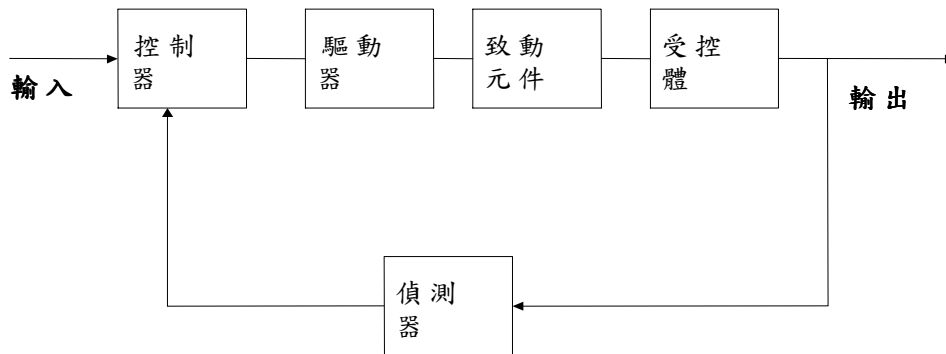 控制
器
驅動
器
致動
元件
受控
體
輸入
輸出
偵測
器